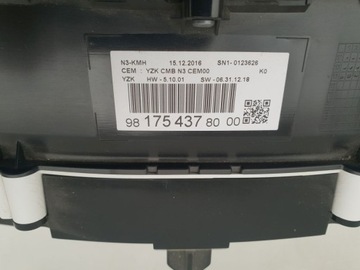 N3-KMH 15.12.2016 SN1-0123626
CEM : YZK CMB N3 CEM00 K0
YZK HW - 5.10.01 SW - 06.31.12.18
98 175 437 80 00